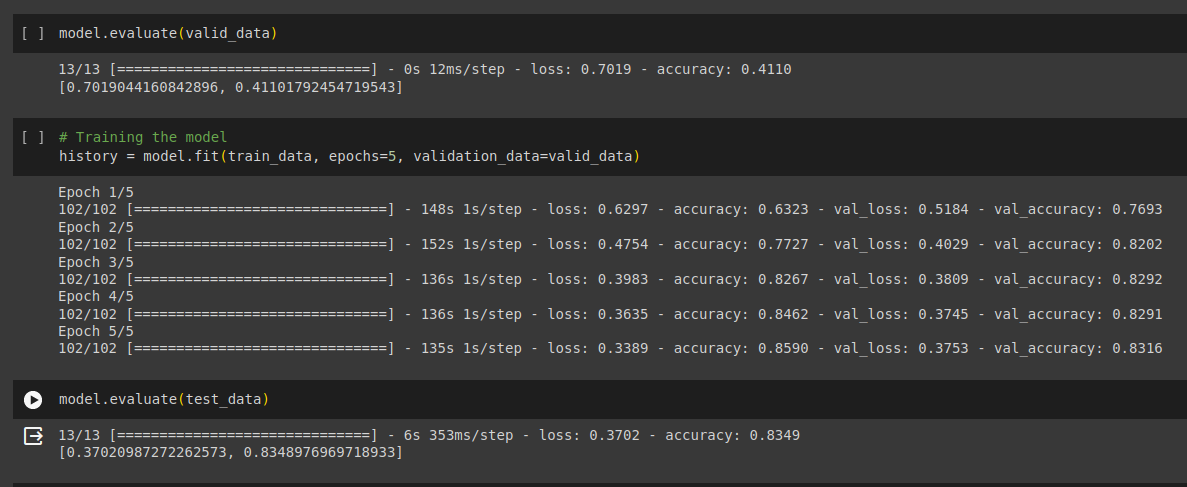 [ ] model.evaluate(valid_data)
13/13 [==============================] - 0s 12ms/step - loss: 0.7019 - accuracy: 0.4110
[0.7019044160842896, 0.41101792454719543]
[ ] # Training the model
history = model.fit(train_data, epochs=5, validation_data=valid_data)
Epoch 1/5
102/102 [==============================] - 148s 1s/step - loss: 0.6297 - accuracy: 0.6323 - val_loss: 0.5184 - val_accuracy: 0.7693
Epoch 2/5
102/102 [==============================] - 152s 1s/step - loss: 0.4754 - accuracy: 0.7727 - val_loss: 0.4029 - val_accuracy: 0.8202
Epoch 3/5
102/102 [==============================] - 136s 1s/step - loss: 0.3983 - accuracy: 0.8267 - val_loss: 0.3809 - val_accuracy: 0.8292
Epoch 4/5
102/102 [==============================] - 136s 1s/step - loss: 0.3635 - accuracy: 0.8462 - val_loss: 0.3745 - val_accuracy: 0.8291
Epoch 5/5
102/102 [==============================] - 135s 1s/step - loss: 0.3389 - accuracy: 0.8590 - val_loss: 0.3753 - val_accuracy: 0.8316
model.evaluate(test_data)
13/13 [==============================] - 6s 353ms/step - loss: 0.3702 - accuracy: 0.8349
[0.37020987272262573, 0.8348976969718933]